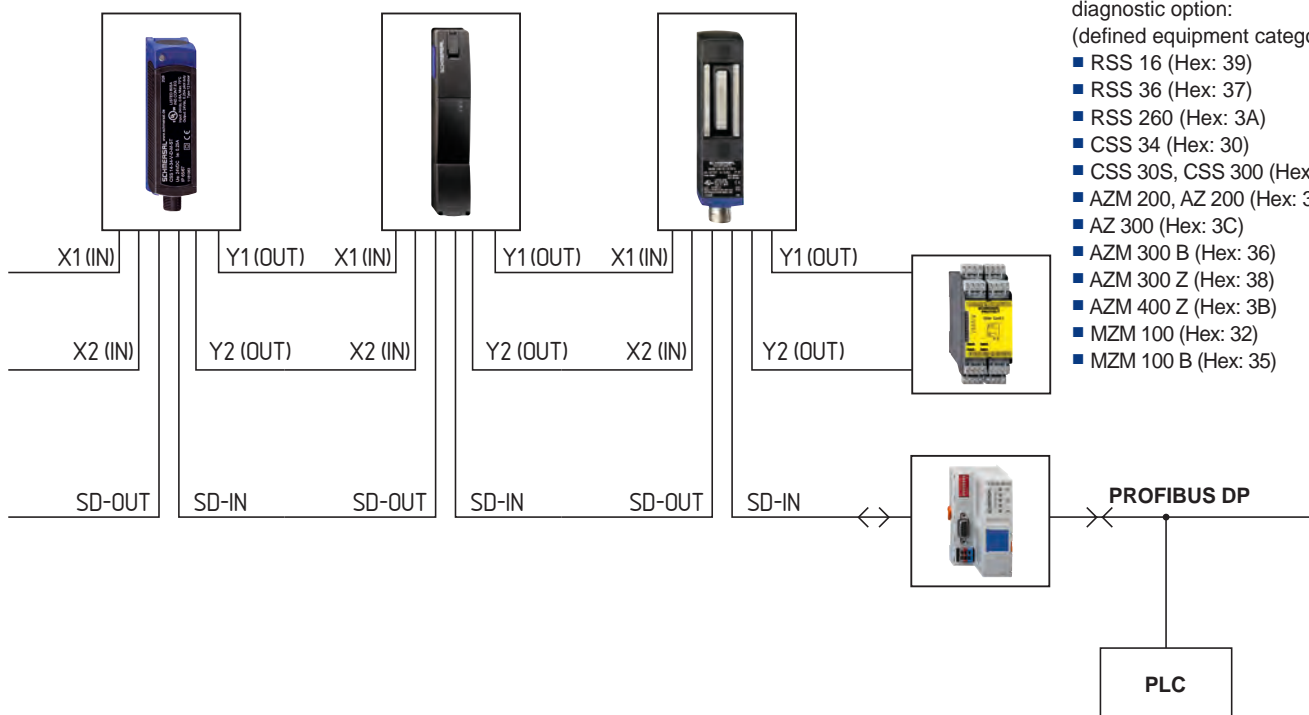 diagnostic option:
(defined equipment catego
■ RSS 16 (Hex: 39)
■ RSS 36 (Hex: 37)
■ RSS 260 (Hex: 3A)
■ CSS 34 (Hex: 30)
■ CSS 30S, CSS 300 (Hex
■ AZM 200, AZ 200 (Hex: 3
■ AZ 300 (Hex: 3C)
■ AZM 300 B (Hex: 36)
■ AZM 300 Z (Hex: 38)
■ AZM 400 Z (Hex: 3B)
■ MZM 100 (Hex: 32)
■ MZM 100 B (Hex: 35)
SCHMERSAL
X1 (IN) Y1 (OUT) X1 (IN) Y1 (OUT) X1 (IN) Y1 (OUT)
X2 (IN) Y2 (OUT) X2 (IN) Y2 (OUT) X2 (IN) Y2 (OUT)
SD-OUT SD-IN SD-OUT SD-IN SD-OUT SD-IN
PROFIBUS DP
PLC